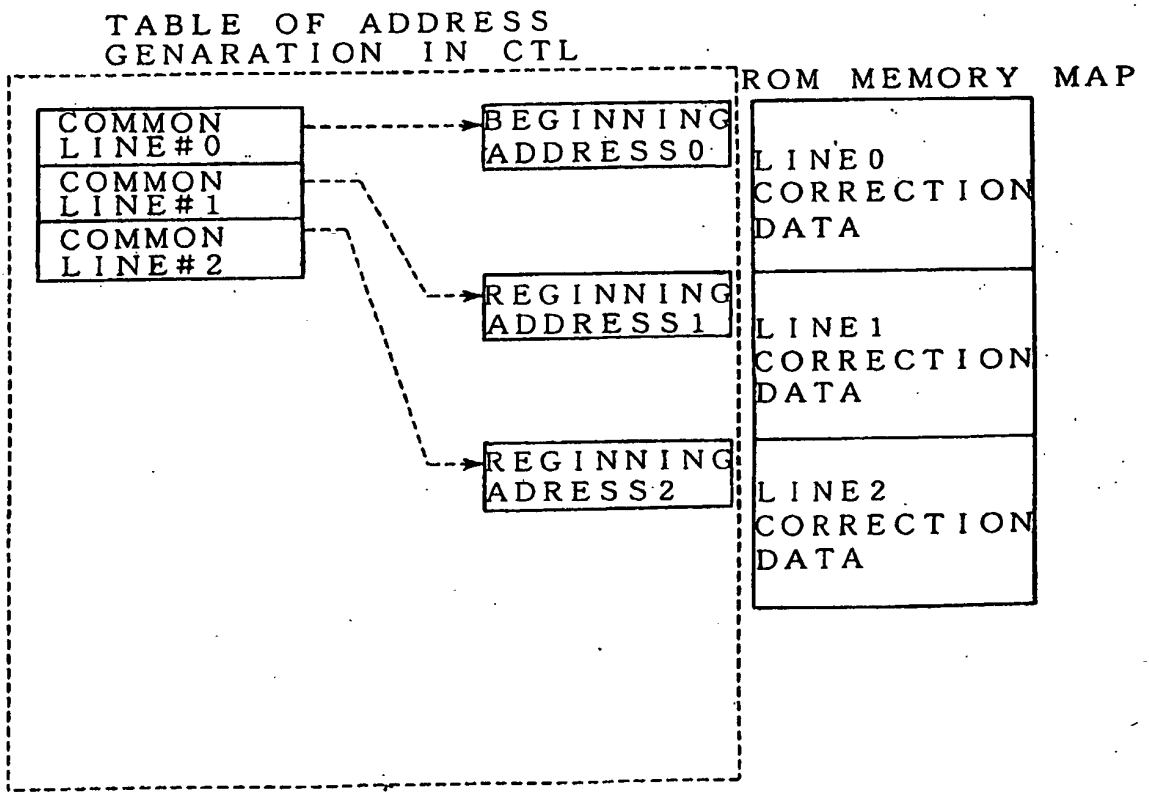 TABLE OF ADDRESS
GENARATION IN CTL
ROM MEMORY MAP
COMMON
LINE#0
COMMON
LINE#1
COMMON
LINE#2
BEGINNING
ADDRESS0
REGINNING
ADDRESS1
REGINNING
ADRESS2
LINE0
CORRECTION
DATA
LINE1
CORRECTION
DATA
LINE2
CORRECTION
DATA